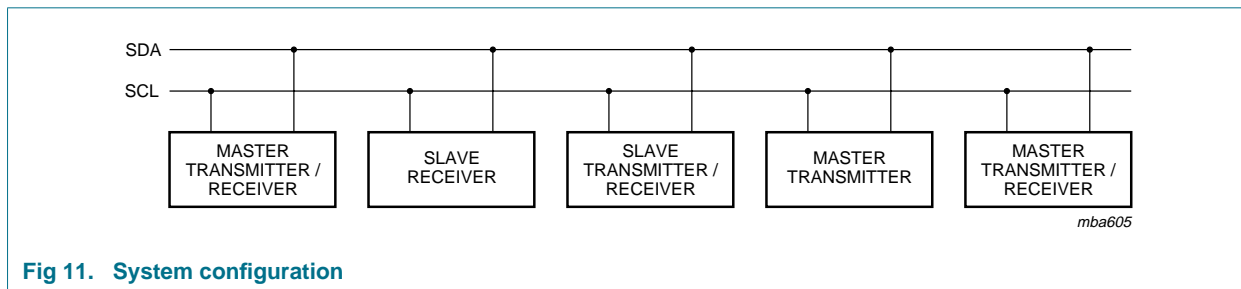 SDA
SCL
MASTER
TRANSMITTER /
RECEIVER
SLAVE
RECEIVER
SLAVE
TRANSMITTER /
RECEIVER
MASTER
TRANSMITTER
MASTER
TRANSMITTER /
RECEIVER
mba605
Fig 11. System configuration